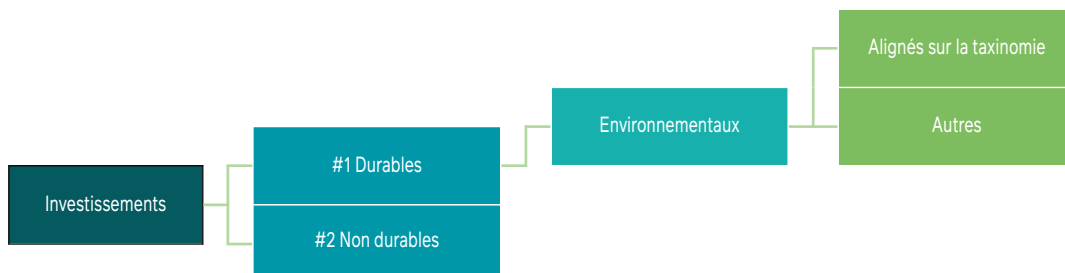 Investissements
#1 Durables
#2 Non durables
Environnementaux
Alignés sur la taxinomie
Autres